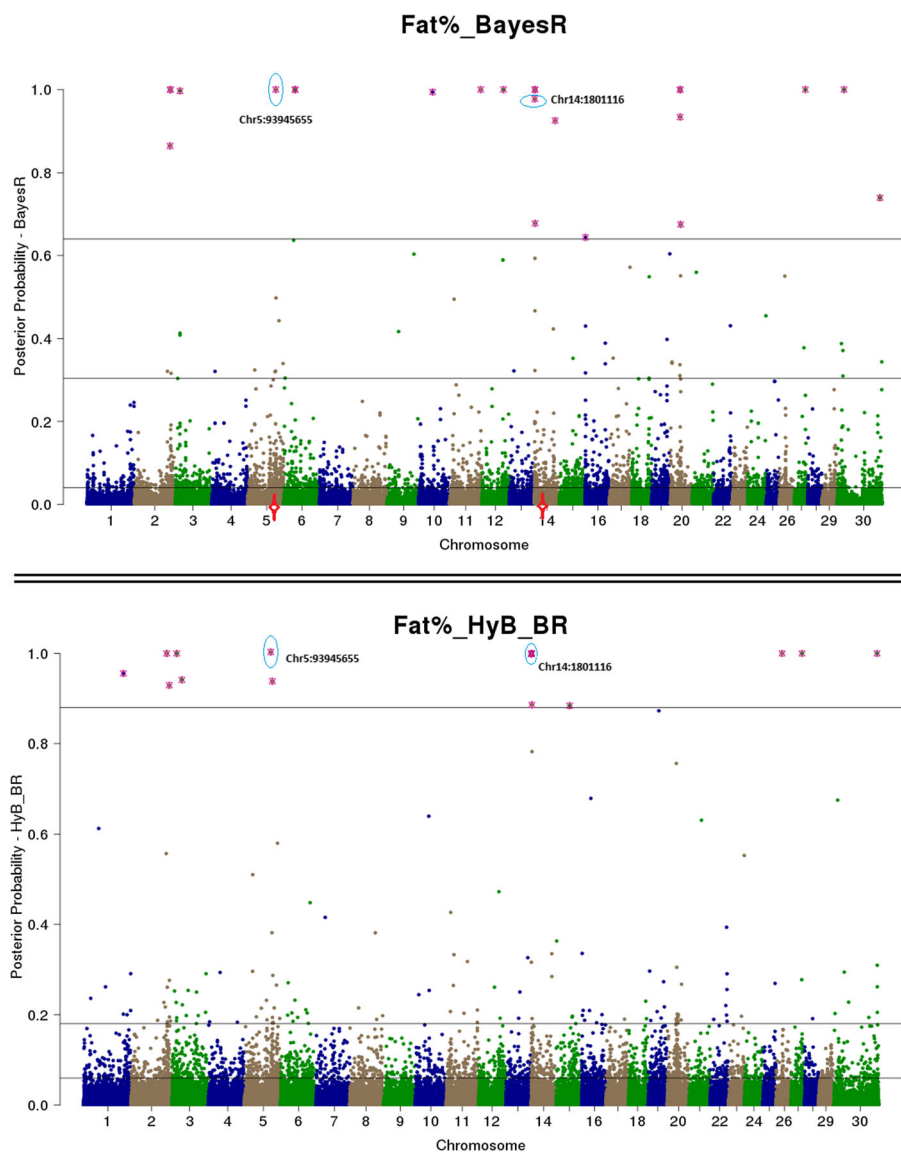 Fat%_BayesR
1.0
Chr5:93945655
Chr14:1801116
0.8
0.6
0.4
0.2
0.0
Posterior Probability - BayesR
1 2 3 4 5 6 7 8 9 10 11 12 14 16 18 20 22 24 26 29 30
Chromosome
Fat%_HyB_BR
1.0
Chr5:93945655
Chr14:1801116
0.8
0.6
0.4
0.2
0.0
Posterior Probability - HyB_BR
1 2 3 4 5 6 7 8 9 10 11 12 14 16 18 20 22 24 26 29 30
Chromosome